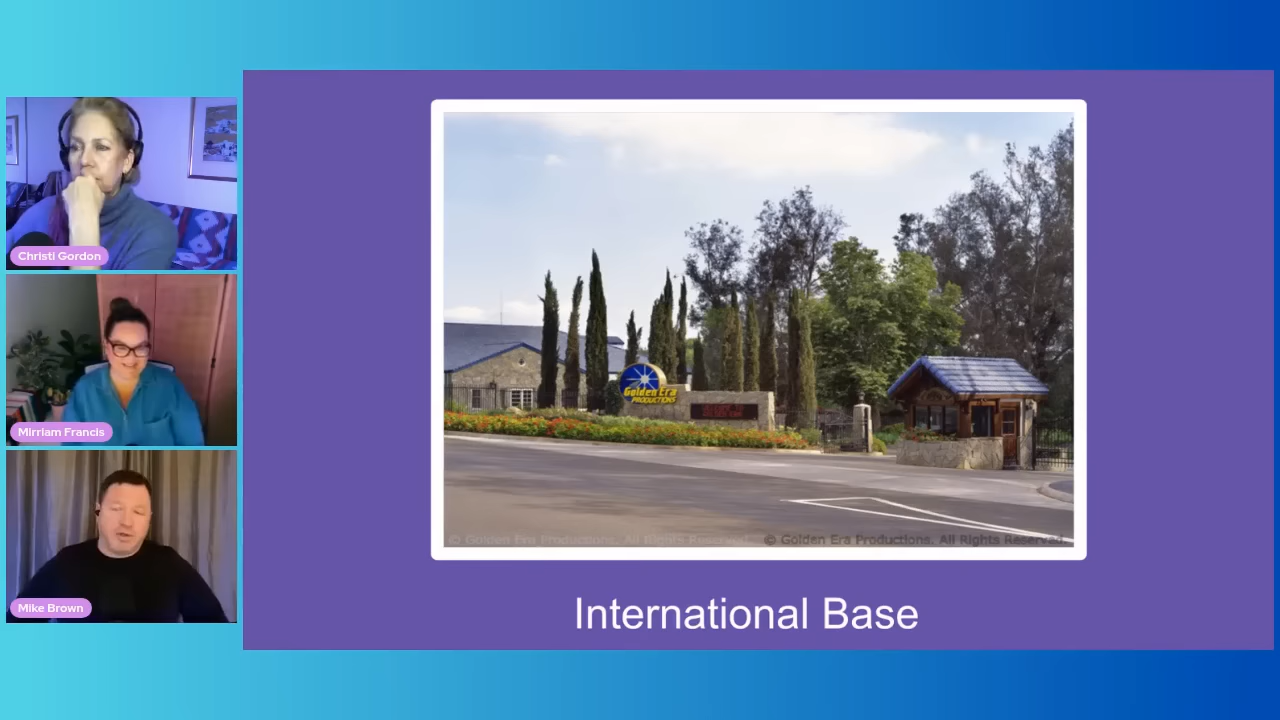 Christi Gordon
Mirriam Francis
Mike Brown
Golden Era
PRODUCTIONS
© Golden Era Productions. All Rights Reserved.
© Golden Era Productions. All Rights Reserved.
International Base